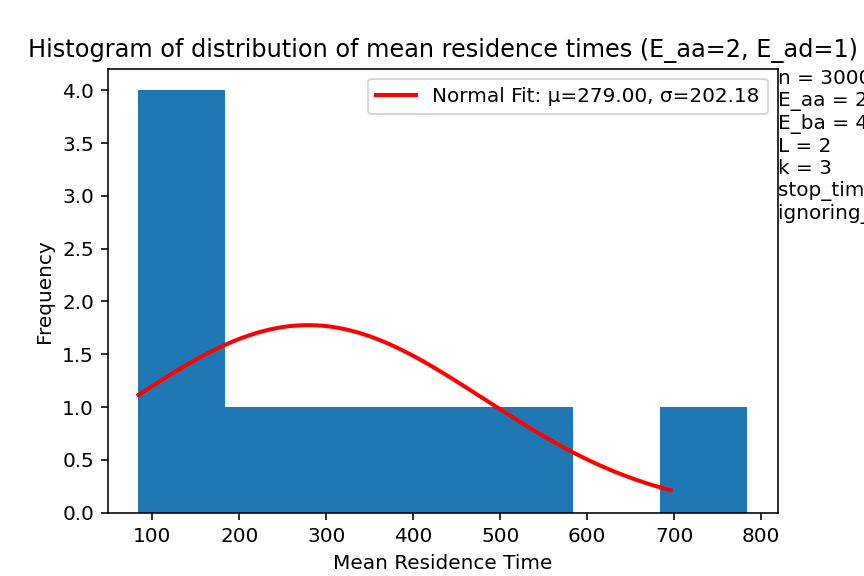 Histogram of distribution of mean residence times (E_aa=2, E_ad=1)
Normal Fit: μ=279.00, σ=202.18
n = 3000
E_aa = 2
E_ba = 4
L = 2
k = 3
stop_tim
ignoring_
4.0
3.5
3.0
2.5
2.0
1.5
1.0
0.5
0.0
Frequency
100 200 300 400 500 600 700 800
Mean Residence Time